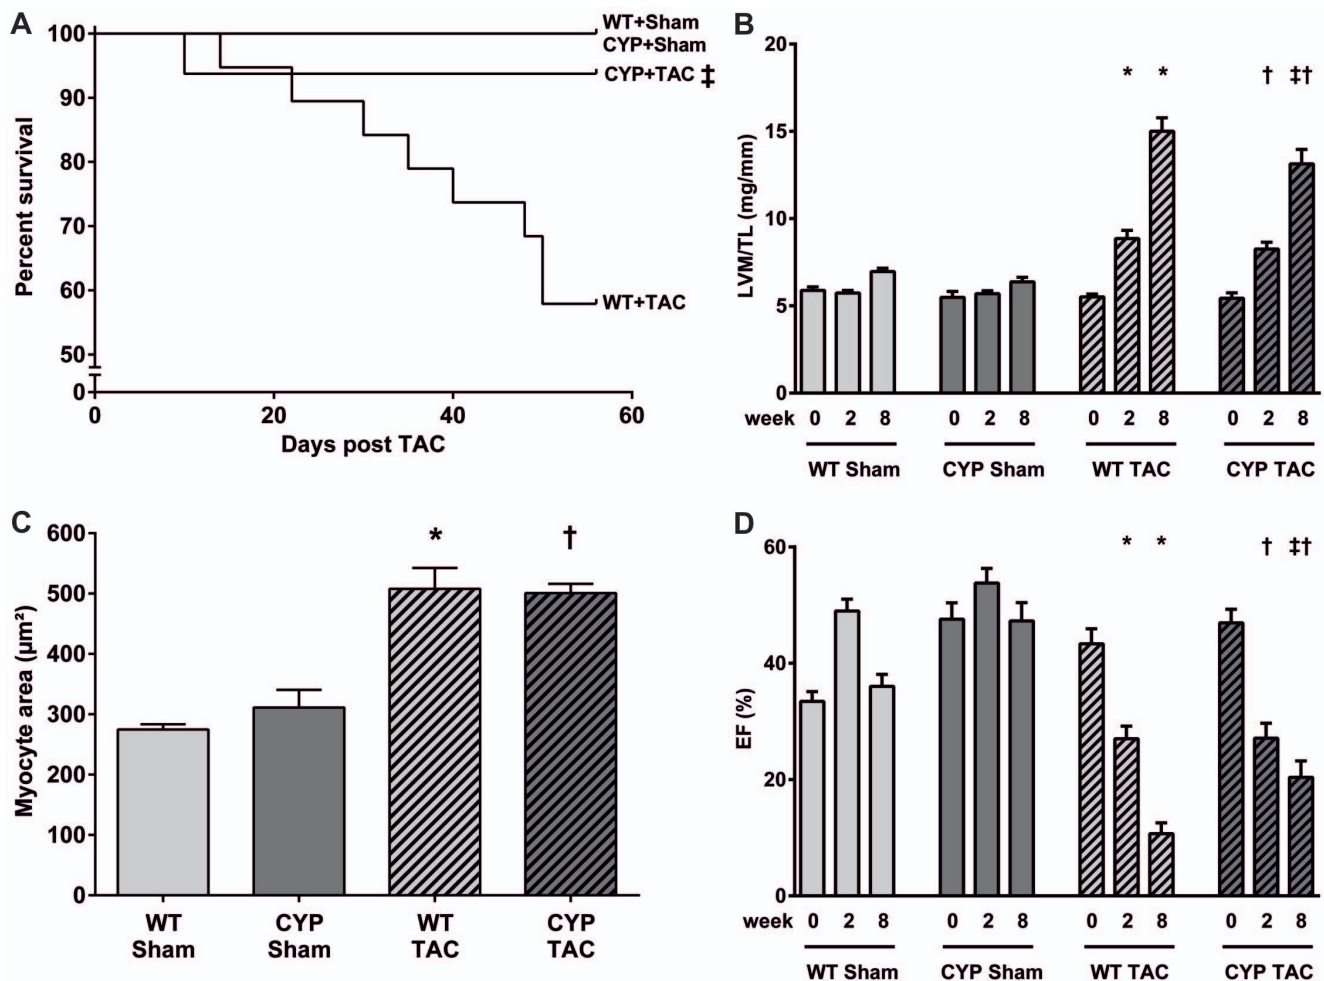 A
100
90
80
70
60
50
0
Percent survival
WT+Sham
CYP+Sham
CYP+TAC ‡
WT+TAC
0 20 40 60
Days post TAC
B
20
15
10
5
0
LVM/TL (mg/mm)
* * † ‡†
week 0 2 8 0 2 8 0 2 8 0 2 8
WT Sham CYP Sham WT TAC CYP TAC
C
600
500
400
300
200
100
0
Myocyte area (µm²)
* †
WT CYP WT CYP
Sham Sham TAC TAC
D
60
40
20
0
EF (%)
* * † ‡†
week 0 2 8 0 2 8 0 2 8 0 2 8
WT Sham CYP Sham WT TAC CYP TAC